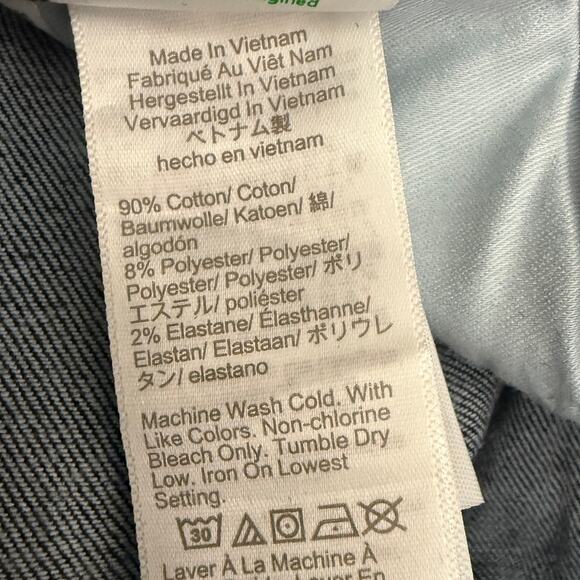 Made In Vietnam
Fabriqué Au Viêt Nam
Hergestellt In Vietnam
Vervaardigd In Vietnam
ベトナム製
hecho en vietnam
90% Cotton/ Coton/
Baumwolle/ Katoen/ 綿/
algodón
8% Polyester/ Polyester/
Polyester/ Polyester/ ポリ
エステル/ poliéster
2% Elastane/ Élasthanne/
Elastan/ Elastaan/ ポリウレ
タン/ elastano
Machine Wash Cold. With
Like Colors. Non-chlorine
Bleach Only. Tumble Dry
Low. Iron On Lowest
Setting.
30
Laver À La Machine À